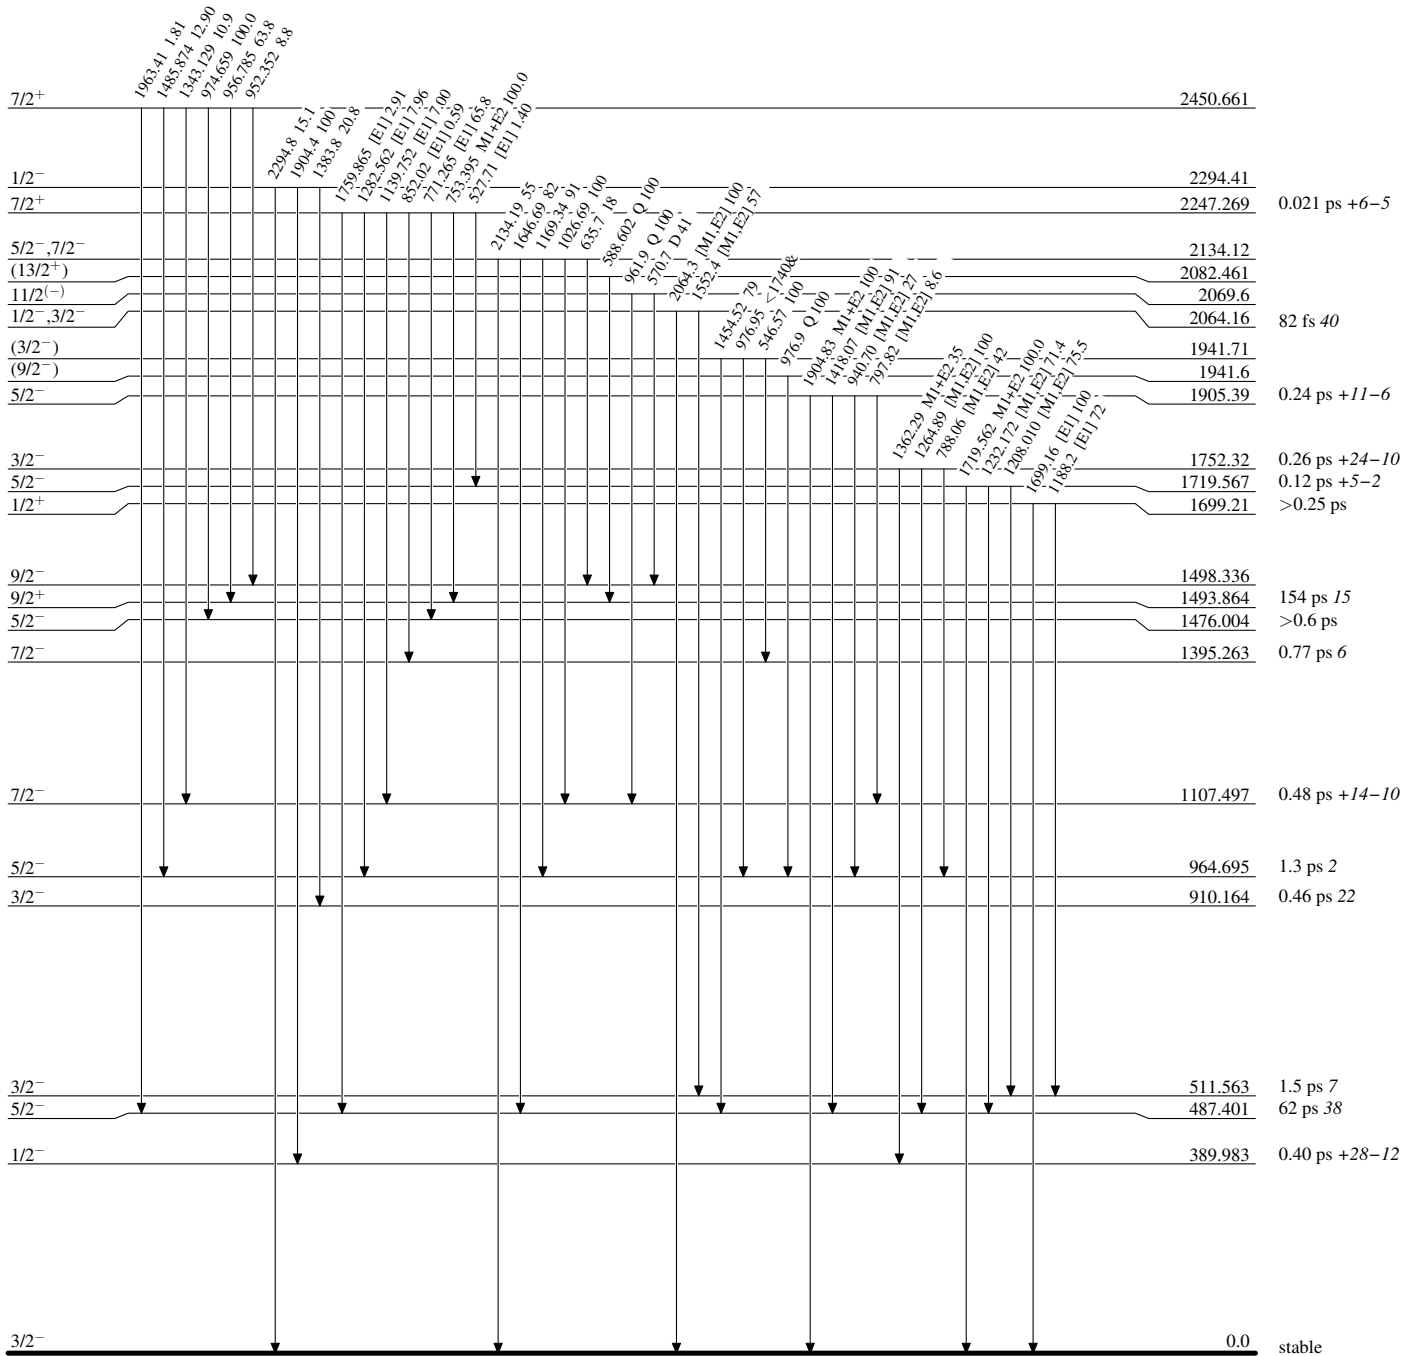 1963.41 1.81
1485.874 12.90
1343.129 10.9
974.659 100.0
956.785 63.8
952.352 8.8
7/2+ 2450.661
2294.8 15.1
1904.4 100
1383.8 20.8
1/2− 2294.41
1759.865 [E1] 2.91
1282.562 [E1] 7.96
1139.752 [E1] 7.00
852.02 [E1] 0.59
771.265 [E1] 65.8
753.395 M1+E2 100.0
527.71 [E1] 1.40
7/2+ 2247.269 0.021 ps +6−5
2134.19 55
1646.69 82
1169.34 91
1026.69 100
635.7 18
5/2−,7/2− 2134.12
588.602 Q 100
(13/2+) 2082.461
961.9 Q 100
570.7 D 41
11/2(−) 2069.6
2064.3 [M1,E2] 100
1552.4 [M1,E2] 57
1/2−,3/2− 2064.16 82 fs 40
1454.52 79
976.95 <1740&
546.57 100
(3/2−) 1941.71
976.9 Q 100
(9/2−) 1941.6
1904.83 M1+E2 100
1418.07 [M1,E2] 91
940.70 [M1,E2] 27
797.82 [M1,E2] 8.6
5/2− 1905.39 0.24 ps +11−6
1362.29 M1+E2 35
1264.89 [M1,E2] 100
788.06 [M1,E2] 42
3/2− 1752.32 0.26 ps +24−10
1719.562 M1+E2 100.0
1232.172 [M1,E2] 71.4
1208.010 [M1,E2] 75.5
5/2− 1719.567 0.12 ps +5−2
1699.16 [E1] 100
1188.2 [E1] 72
1/2+ 1699.21 >0.25 ps
9/2− 1498.336
9/2+ 1493.864 154 ps 15
5/2− 1476.004 >0.6 ps
7/2− 1395.263 0.77 ps 6
7/2− 1107.497 0.48 ps +14−10
5/2− 964.695 1.3 ps 2
3/2− 910.164 0.46 ps 22
3/2− 511.563 1.5 ps 7
5/2− 487.401 62 ps 38
1/2− 389.983 0.40 ps +28−12
3/2− 0.0 stable